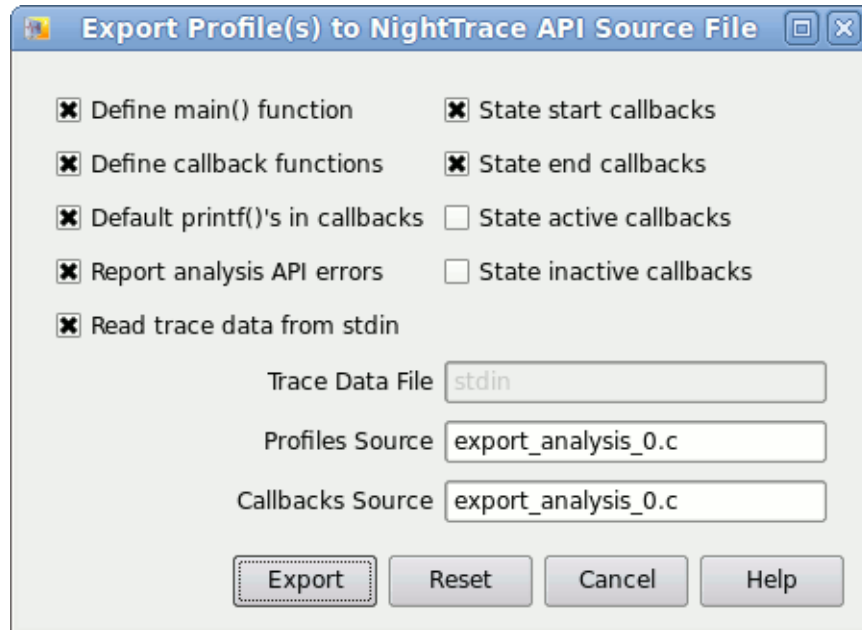 Export Profile(s) to NightTrace API Source File
Define main() function
State start callbacks
Define callback functions
State end callbacks
Default printf()'s in callbacks
State active callbacks
Report analysis API errors
State inactive callbacks
Read trace data from stdin
Trace Data File stdin
Profiles Source export_analysis_0.c
Callbacks Source export_analysis_0.c
Export Reset Cancel Help